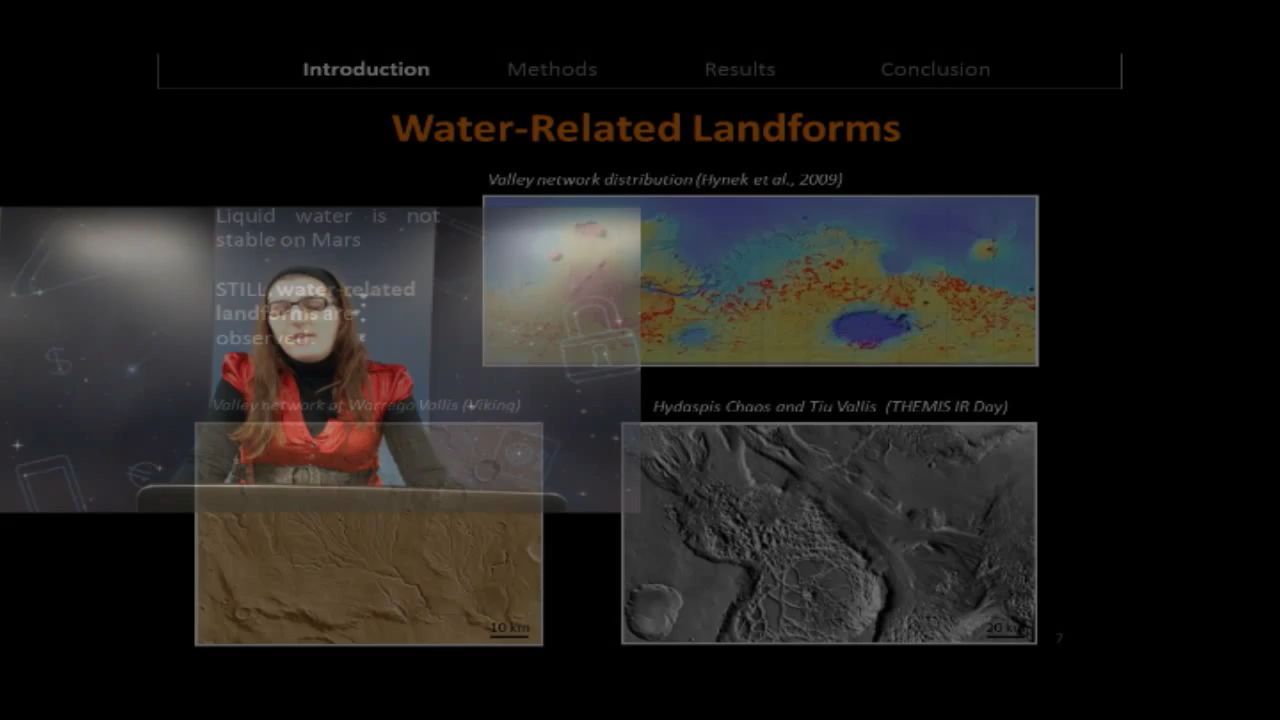 Introduction Methods Results Conclusion
Water-Related Landforms
Valley network distribution (Hynek et al., 2009)
Liquid water is not
stable on Mars
STILL water-related
landforms are
observed:
Valley network at Warrego Vallis (Viking)
Hydaspis Chaos and Tiu Vallis (THEMIS IR Day)
10 km
20 km
7